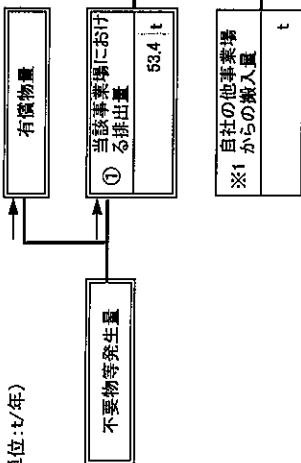 位:t/年)
不要物等発生量
有償物量
① 当該事業場におけ
る排出量
53.4 t
※1 自社の他事業場
からの搬入量
t